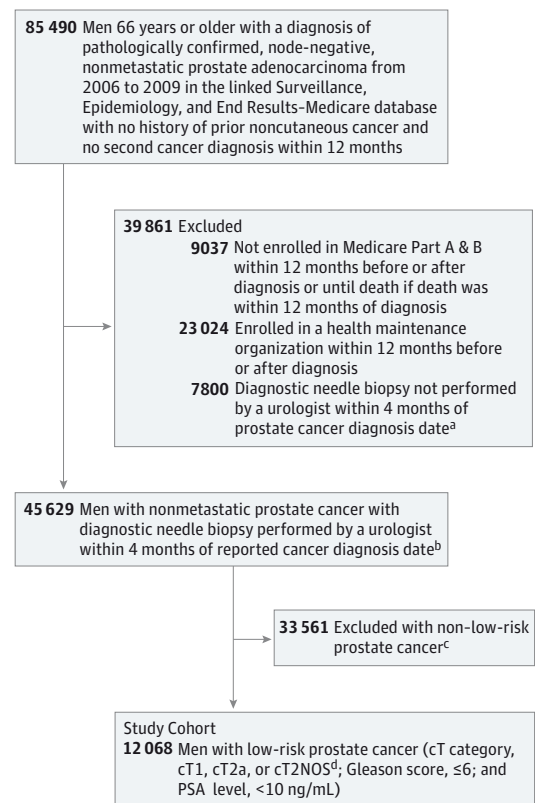 85 490 Men 66 years or older with a diagnosis of
pathologically confirmed, node-negative,
nonmetastatic prostate adenocarcinoma from
2006 to 2009 in the linked Surveillance,
Epidemiology, and End Results-Medicare database
with no history of prior noncutaneous cancer and
no second cancer diagnosis within 12 months
39 861 Excluded
9037 Not enrolled in Medicare Part A & B
within 12 months before or after
diagnosis or until death if death was
within 12 months of diagnosis
23 024 Enrolled in a health maintenance
organization within 12 months before
or after diagnosis
7800 Diagnostic needle biopsy not performed
by a urologist within 4 months of
prostate cancer diagnosis dateᵃ
45 629 Men with nonmetastatic prostate cancer with
diagnostic needle biopsy performed by a urologist
within 4 months of reported cancer diagnosis dateᵇ
33 561 Excluded with non-low-risk
prostate cancerᶜ
Study Cohort
12 068 Men with low-risk prostate cancer (cT category,
cT1, cT2a, or cT2NOSᵈ; Gleason score, ≤6; and
PSA level, <10 ng/mL)